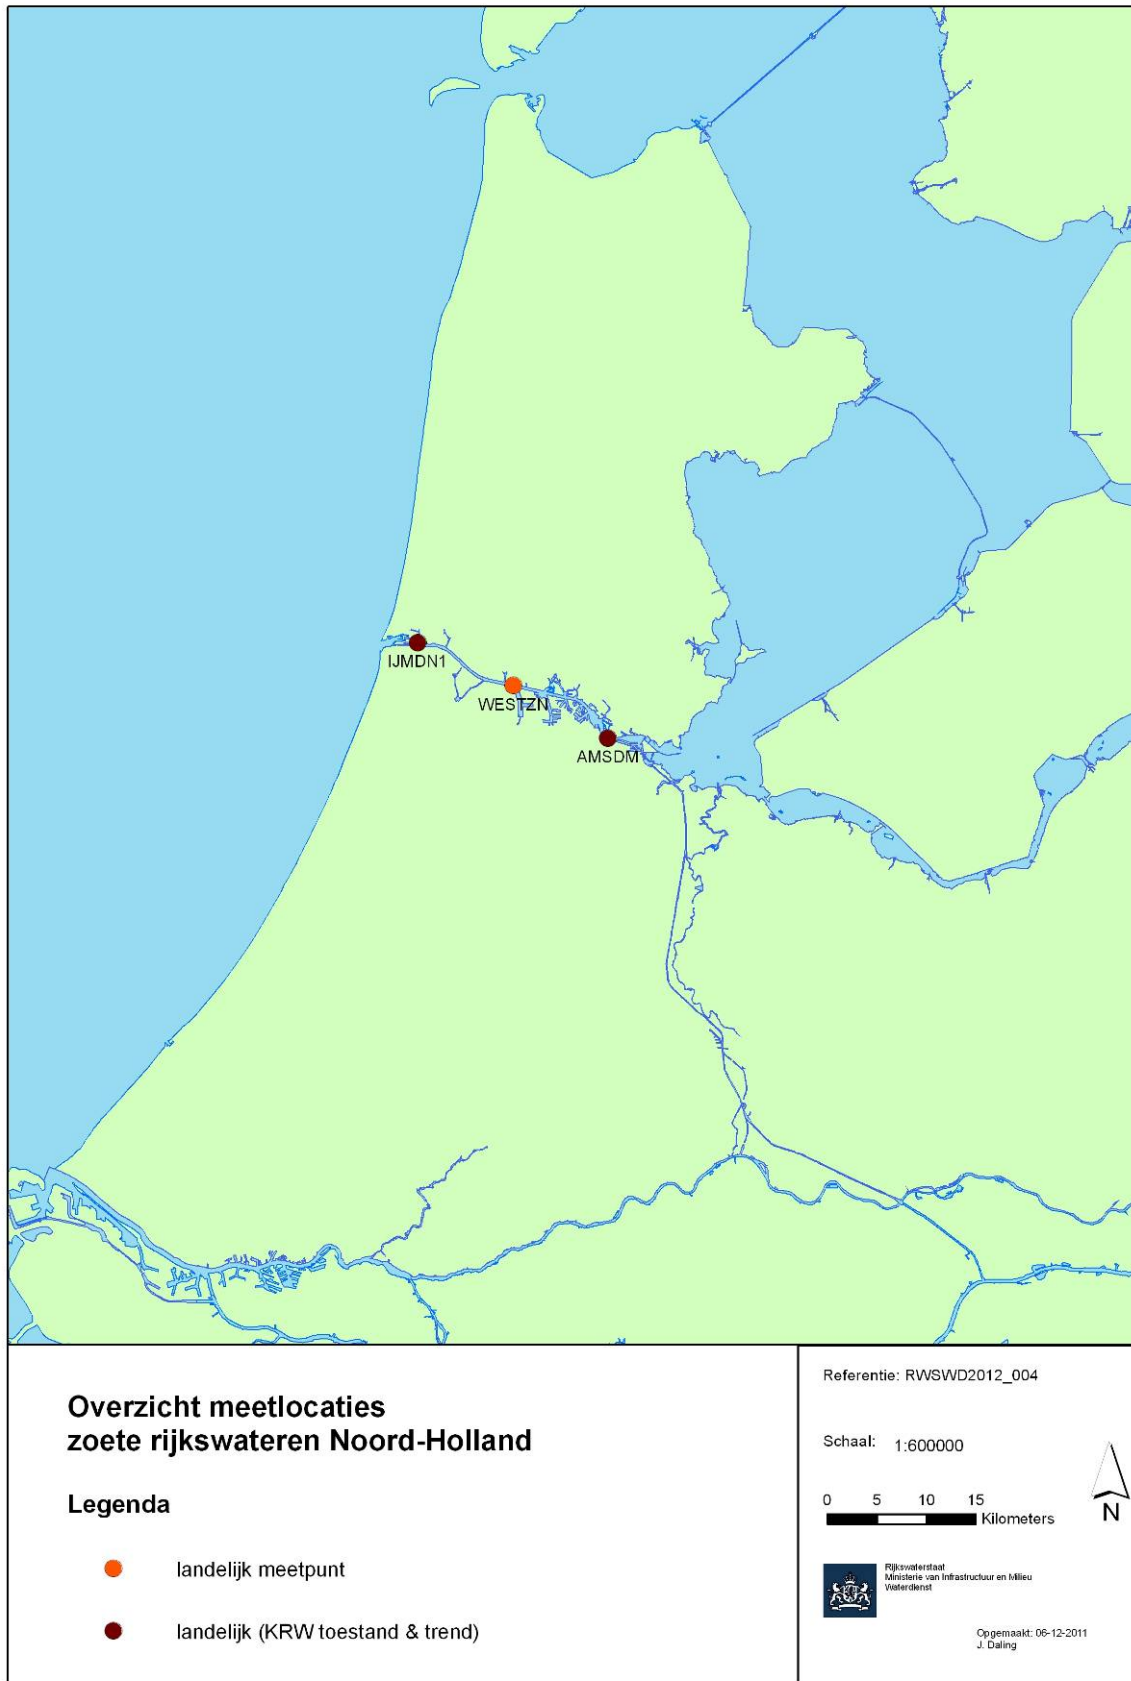 IJMDN1
WESTZN
AMSDM
Overzicht meetlocaties
zoete rijkswateren Noord-Holland
Legenda
landelijk meetpunt
landelijk (KRW toestand & trend)
Referentie: RWSWD2012_004
Schaal: 1:600000
0 5 10 15
Kilometers
N
Rijkswaterstaat
Ministerie van Infrastructuur en Milieu
Waterdienst
Opgemaakt: 06-12-2011
J. Daling